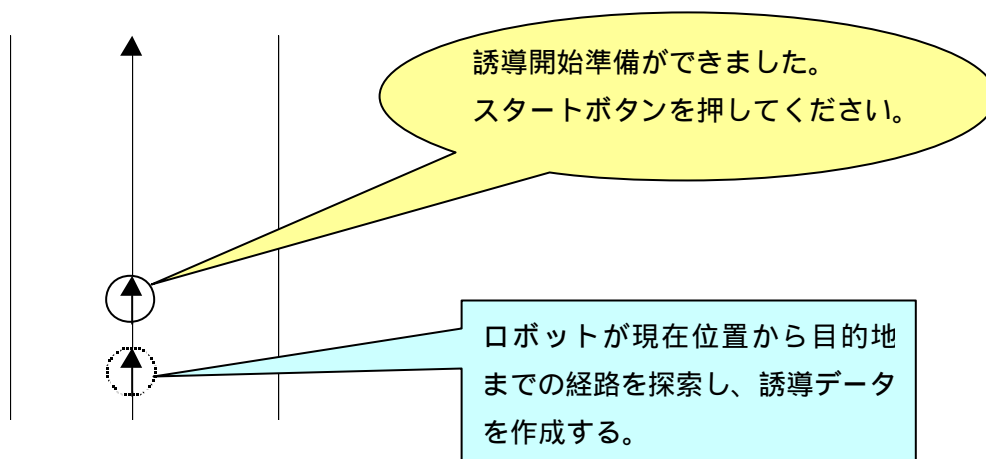 誘導開始準備ができました。
スタートボタンを押してください。
ロボットが現在位置から目的地
までの経路を探索し、誘導データ
を作成する。